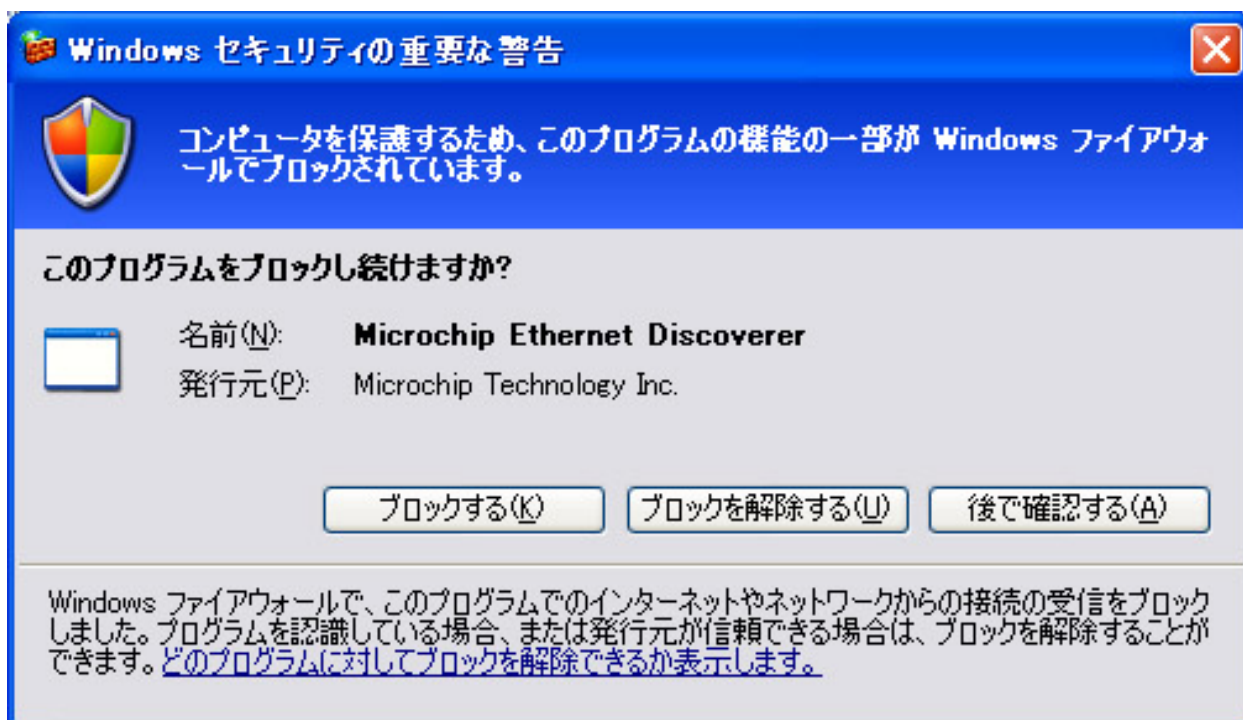 Windows セキュリティの重要な警告
コンピュータを保護するため、このプログラムの機能の一部が Windows ファイアウォ
ールでブロックされています。
このプログラムをブロックし続けますか?
名前(N): Microchip Ethernet Discoverer
発行元(P): Microchip Technology Inc.
ブロックする(K) ブロックを解除する(U) 後で確認する(A)
Windows ファイアウォールで、このプログラムでのインターネットやネットワークからの接続の受信をブロック
しました。プログラムを認識している場合、または発行元が信頼できる場合は、ブロックを解除することが
できます。どのプログラムに対してブロックを解除できるか表示します。